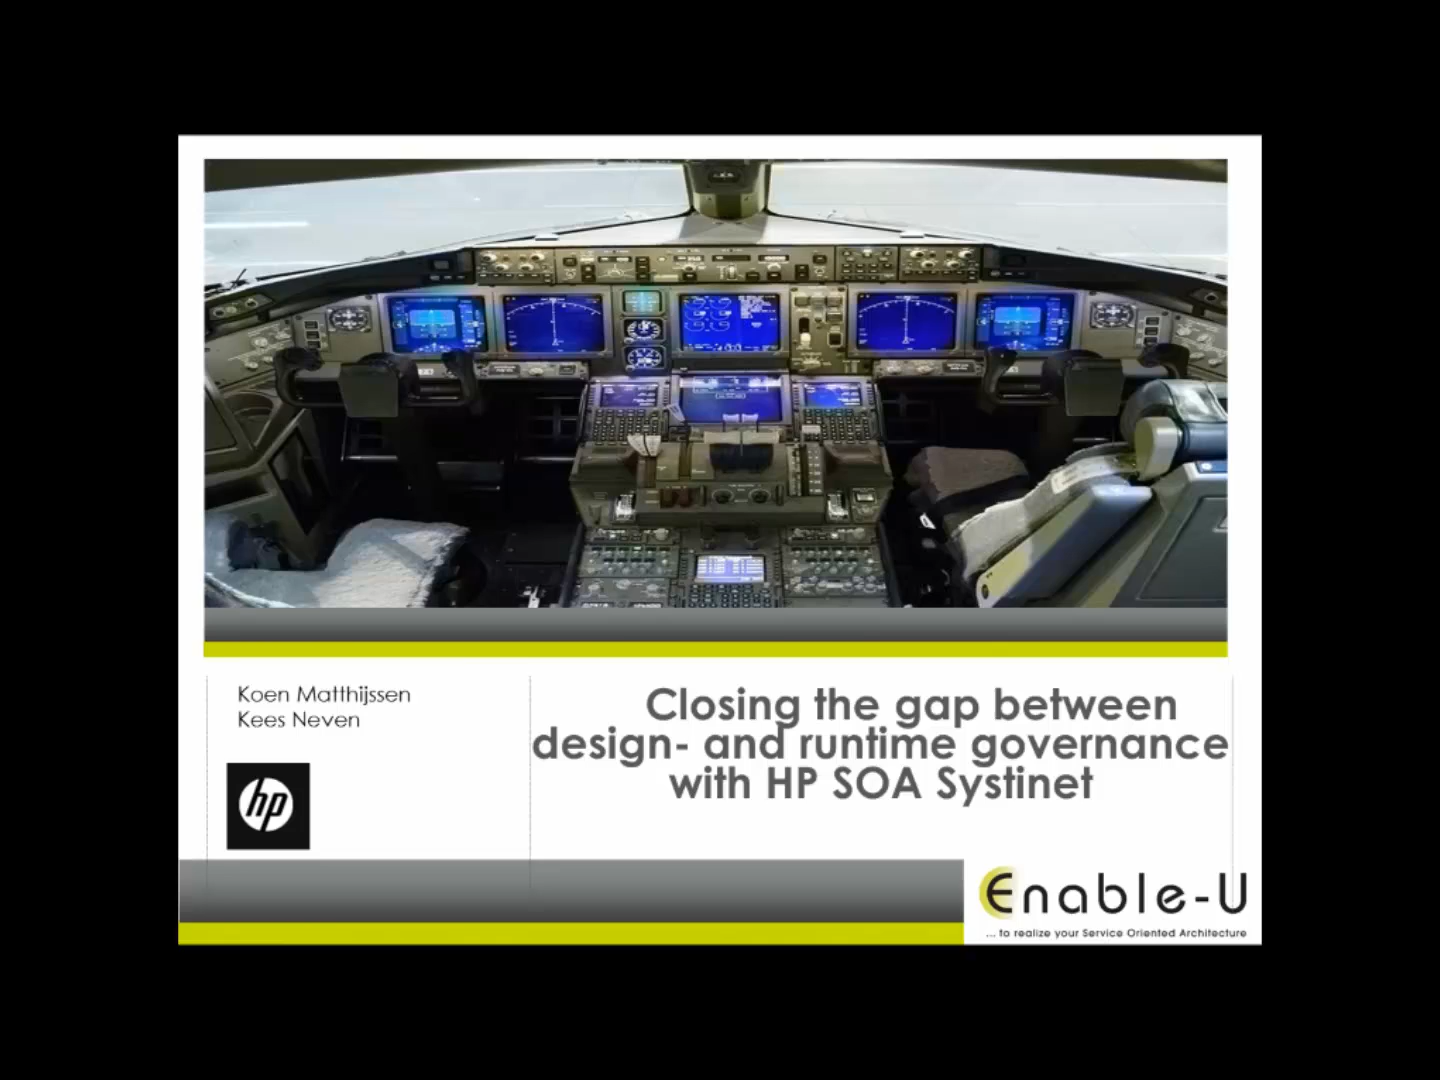 Koen Matthijssen
Kees Neven
hp
Closing the gap between
design- and runtime governance
with HP SOA Systinet
Enable-U
... to realize your Service Oriented Architecture